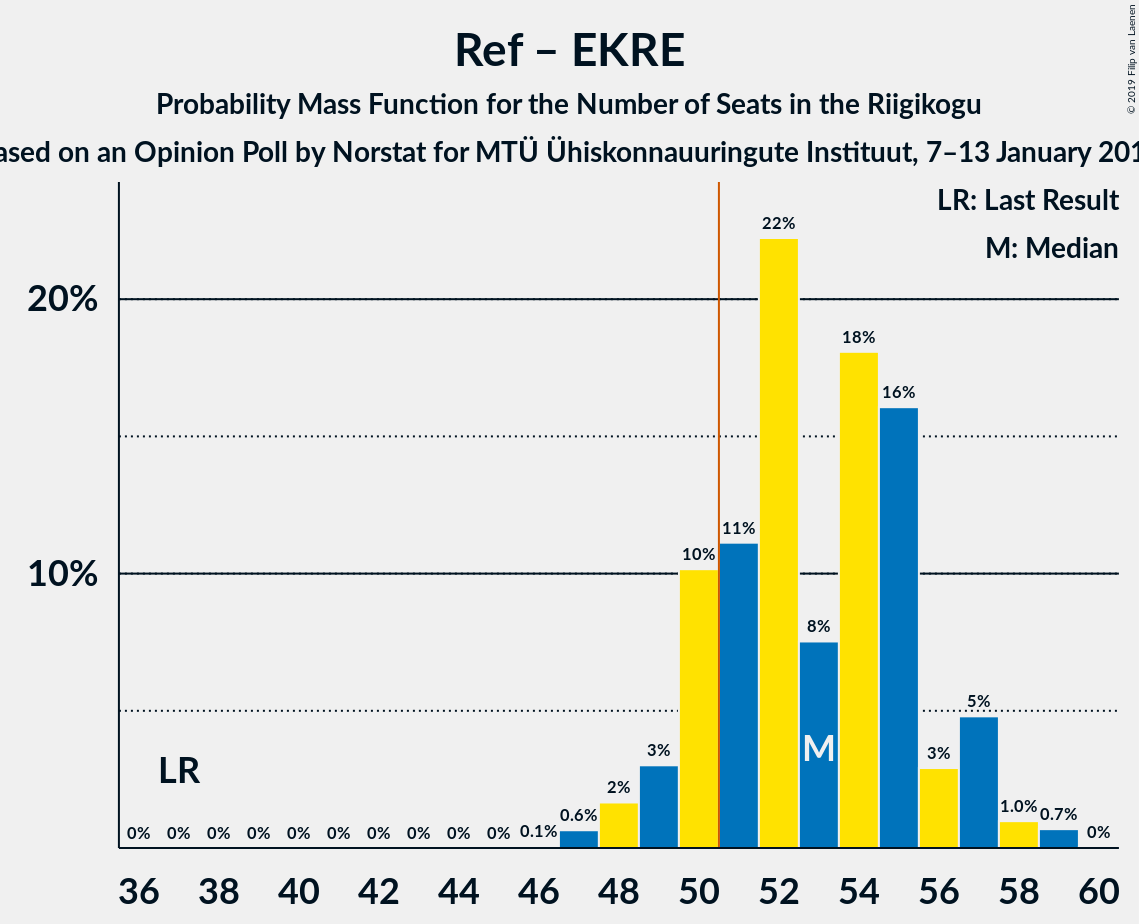 Ref – EKRE
Probability Mass Function for the Number of Seats in the Riigikogu
ased on an Opinion Poll by Norstat for MTÜ Ühiskonnauuringute Instituut, 7–13 January 201
© 2019 Filip van Laenen
LR: Last Result
M: Median
22%
20%
18%
16%
11%
10%
10%
8%
5%
3%
3%
2%
1.0%
0.7%
0.6%
0.1%
0% 0% 0% 0% 0% 0% 0% 0% 0% 0% 0%
LR
M
36 38 40 42 44 46 48 50 52 54 56 58 60